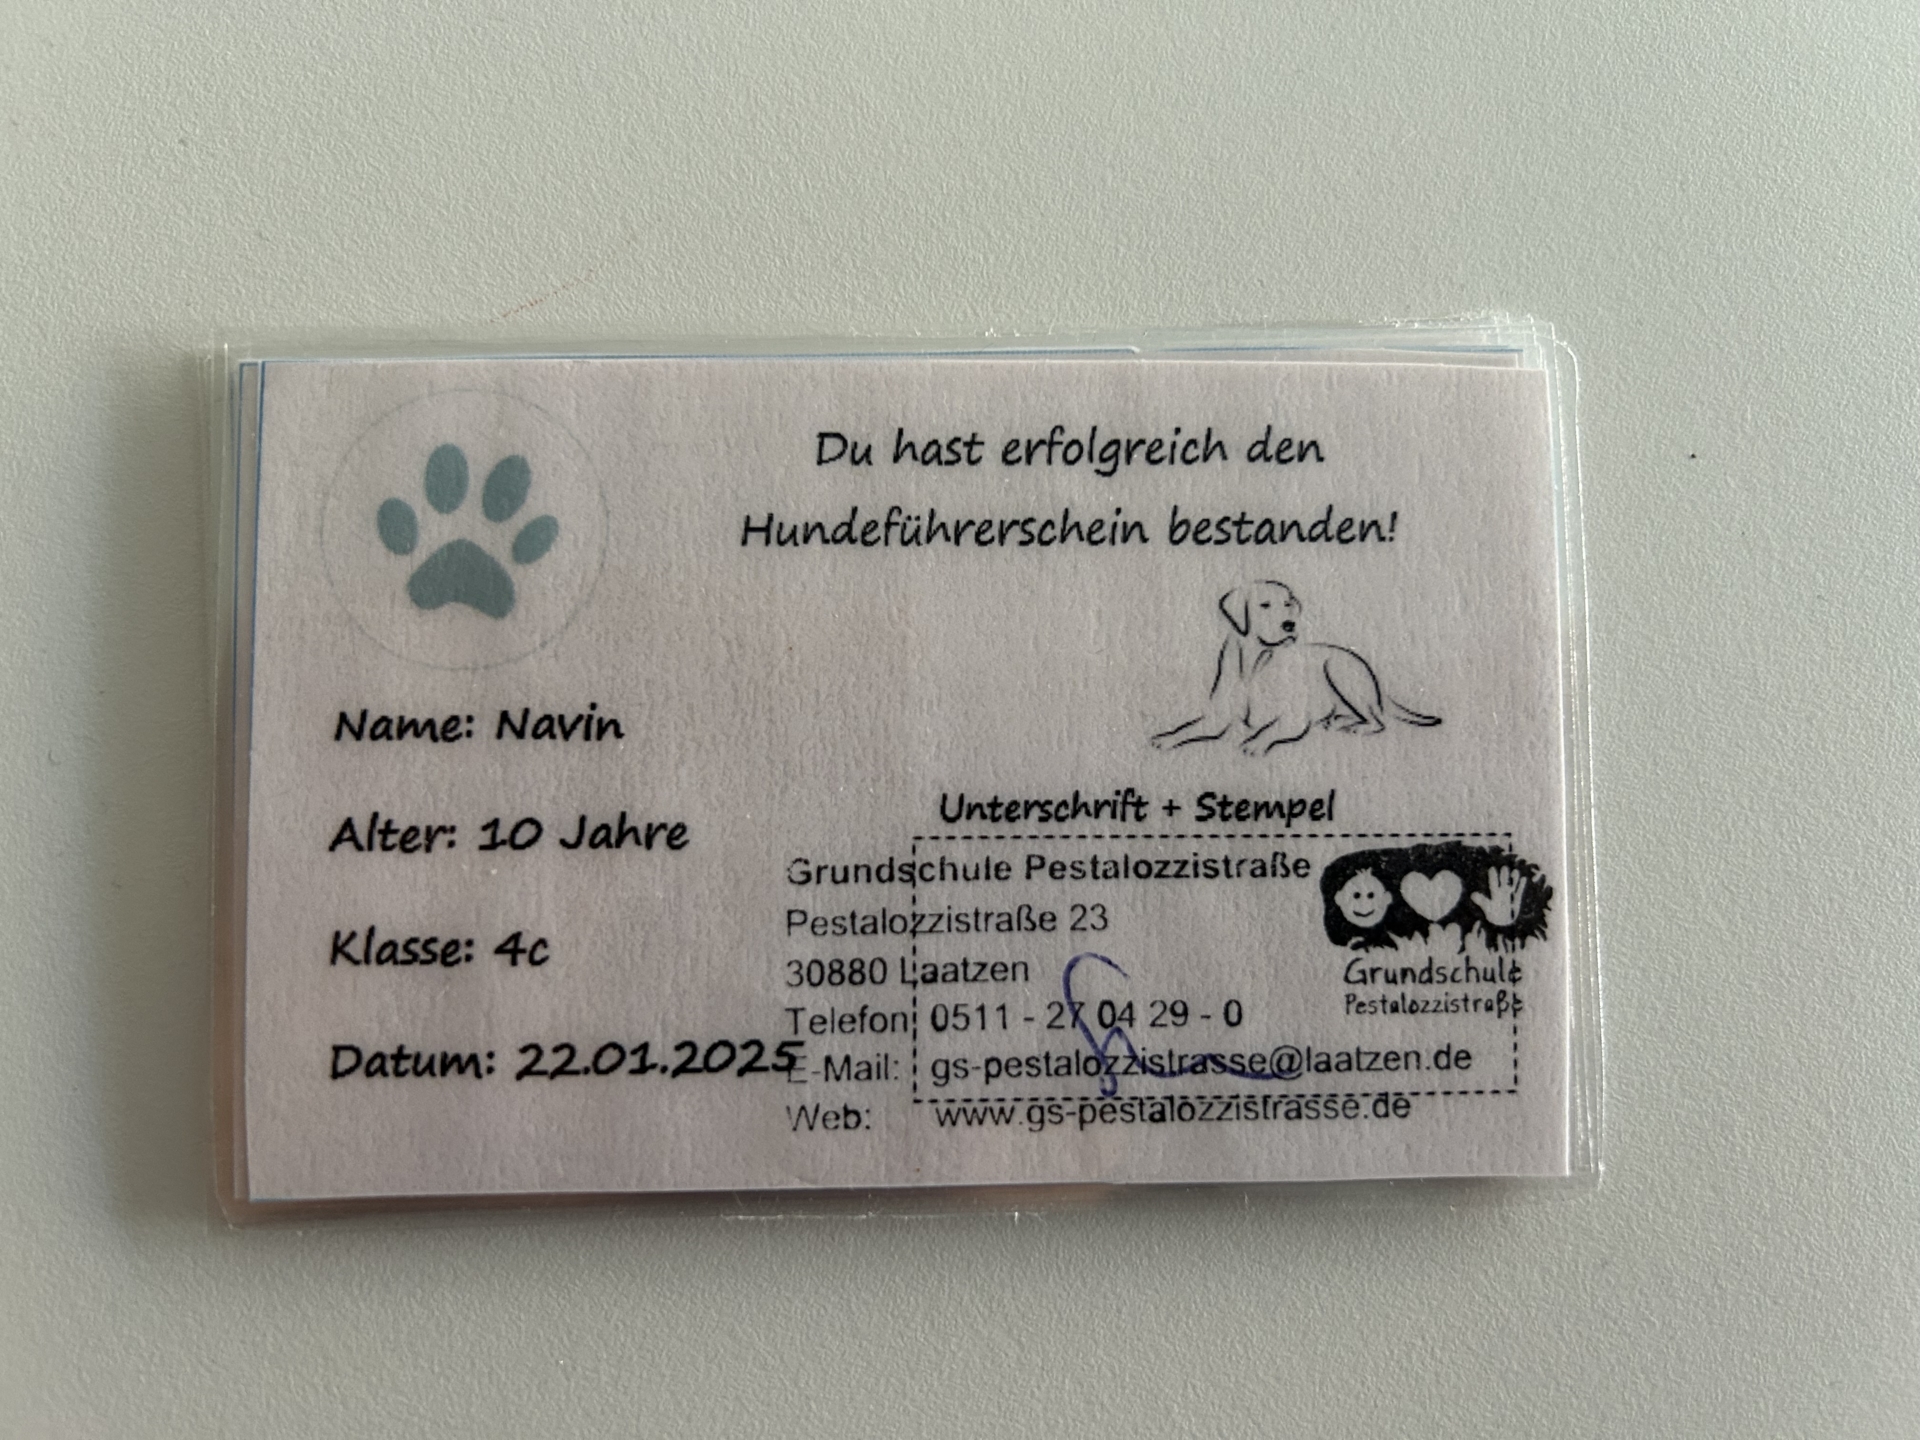 Du hast erfolgreich den
Hundeführerschein bestanden!
Name: Navin
Alter: 10 Jahre
Klasse: 4c
Datum: 22.01.2025
Unterschrift + Stempel
Grundschule Pestalozzistraße
Pestalozzistraße 23
30880 Laatzen
Telefon: 0511 - 27 04 29 - 0
E-Mail: gs-pestalozzistrasse@laatzen.de
Web: www.gs-pestalozzistrasse.de
Grundschule
Pestalozzistraße